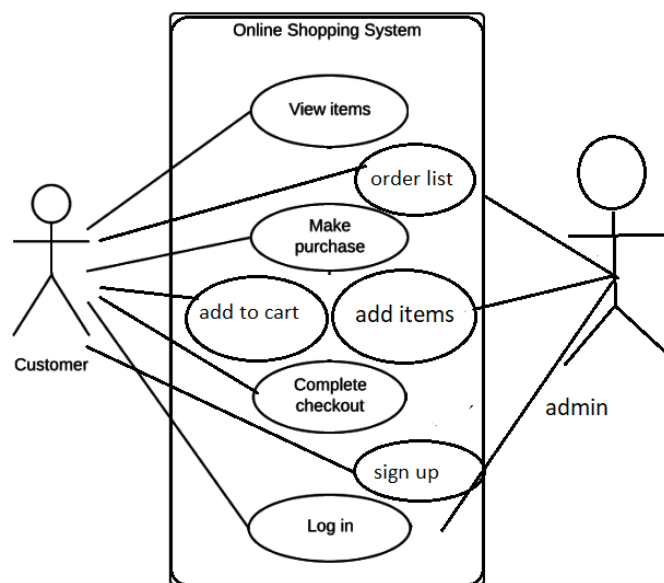 Online Shopping System
View items
order list
Make
purchase
add to cart
add items
Customer
Complete
checkout
admin
sign up
Log in